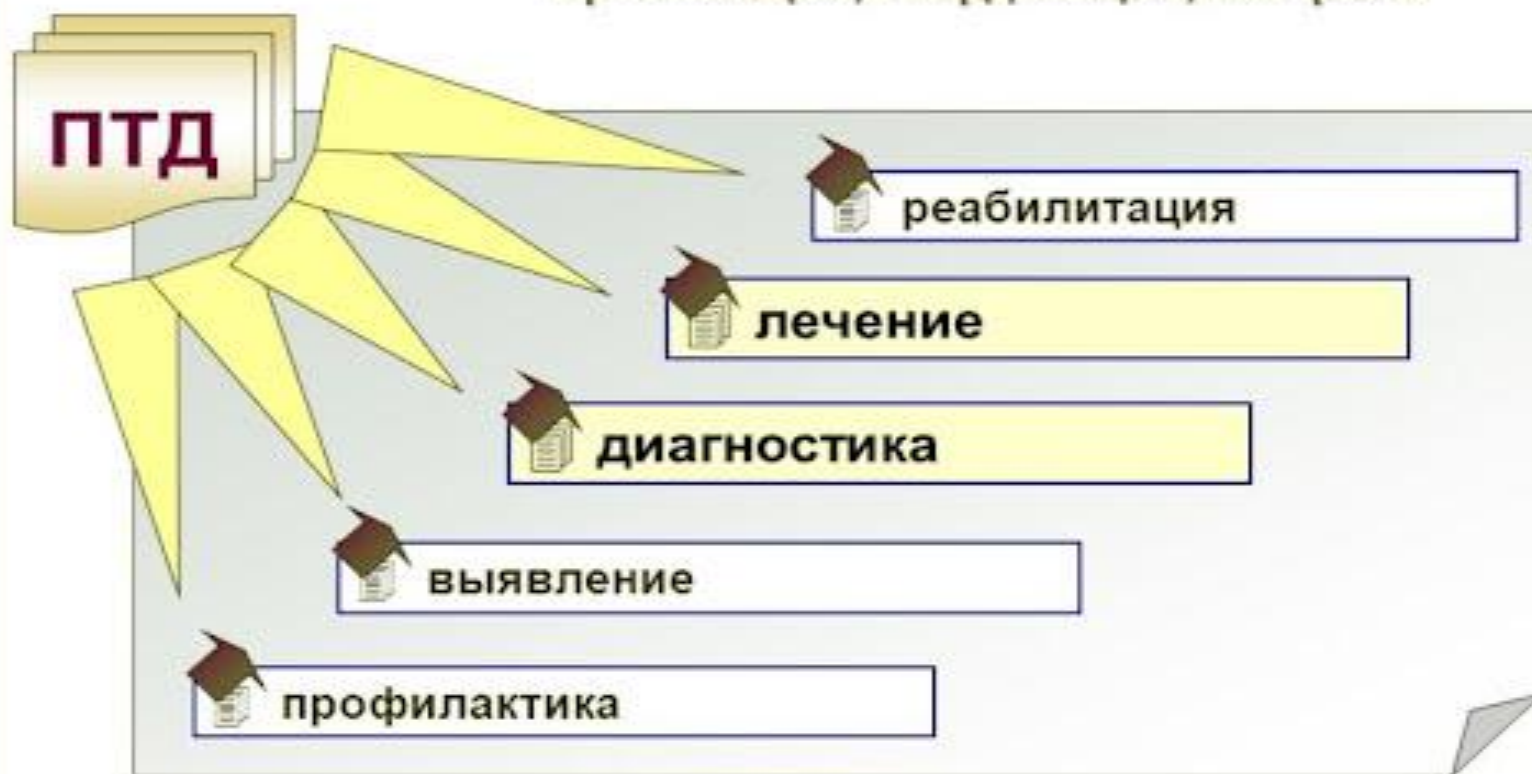 ПТД
реабилитация
лечение
диагностика
выявление
профилактика